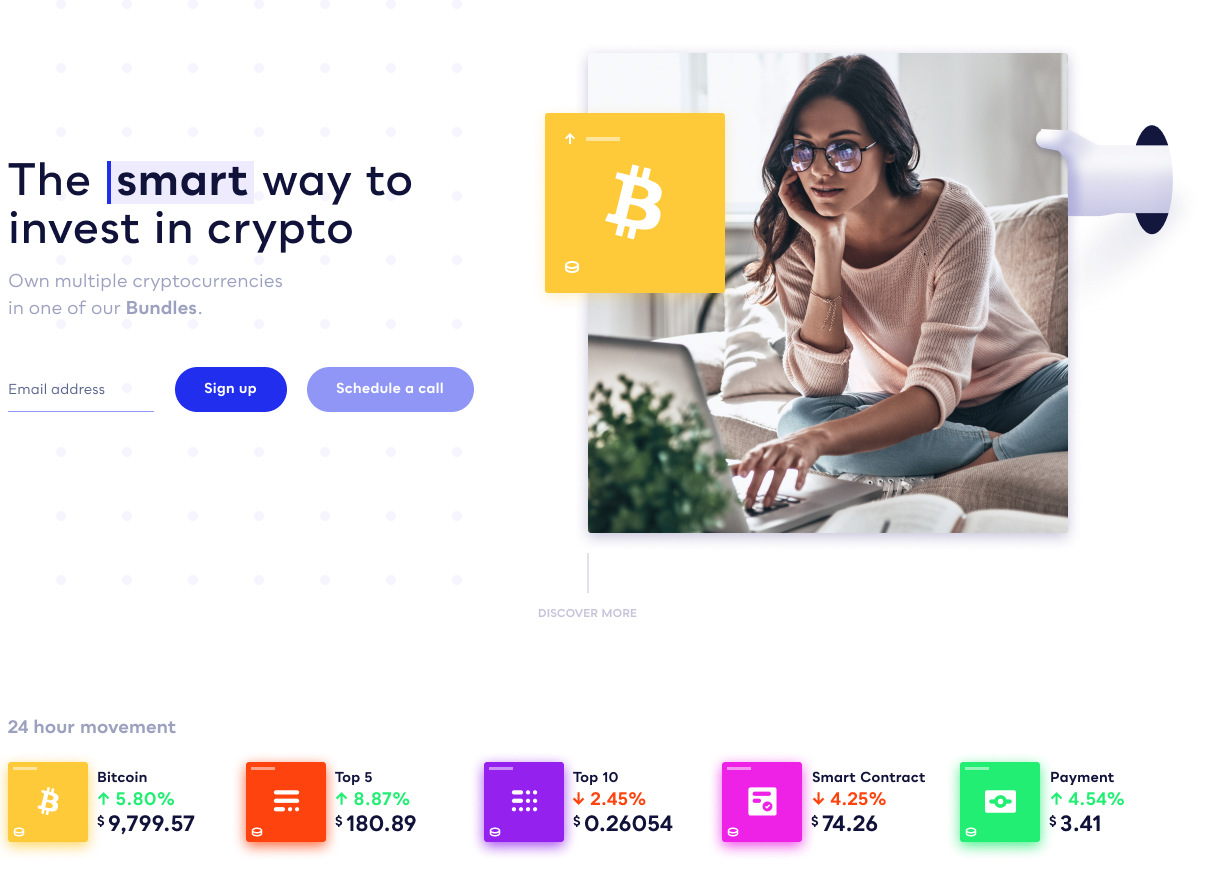 The smart way to
invest in crypto
Own multiple cryptocurrencies
in one of our Bundles.
Email address
Sign up
Schedule a call
DISCOVER MORE
24 hour movement
Bitcoin
↑ 5.80%
$ 9,799.57
Top 5
↑ 8.87%
$ 180.89
Top 10
↓ 2.45%
$ 0.26054
Smart Contract
↓ 4.25%
$ 74.26
Payment
↑ 4.54%
$ 3.41